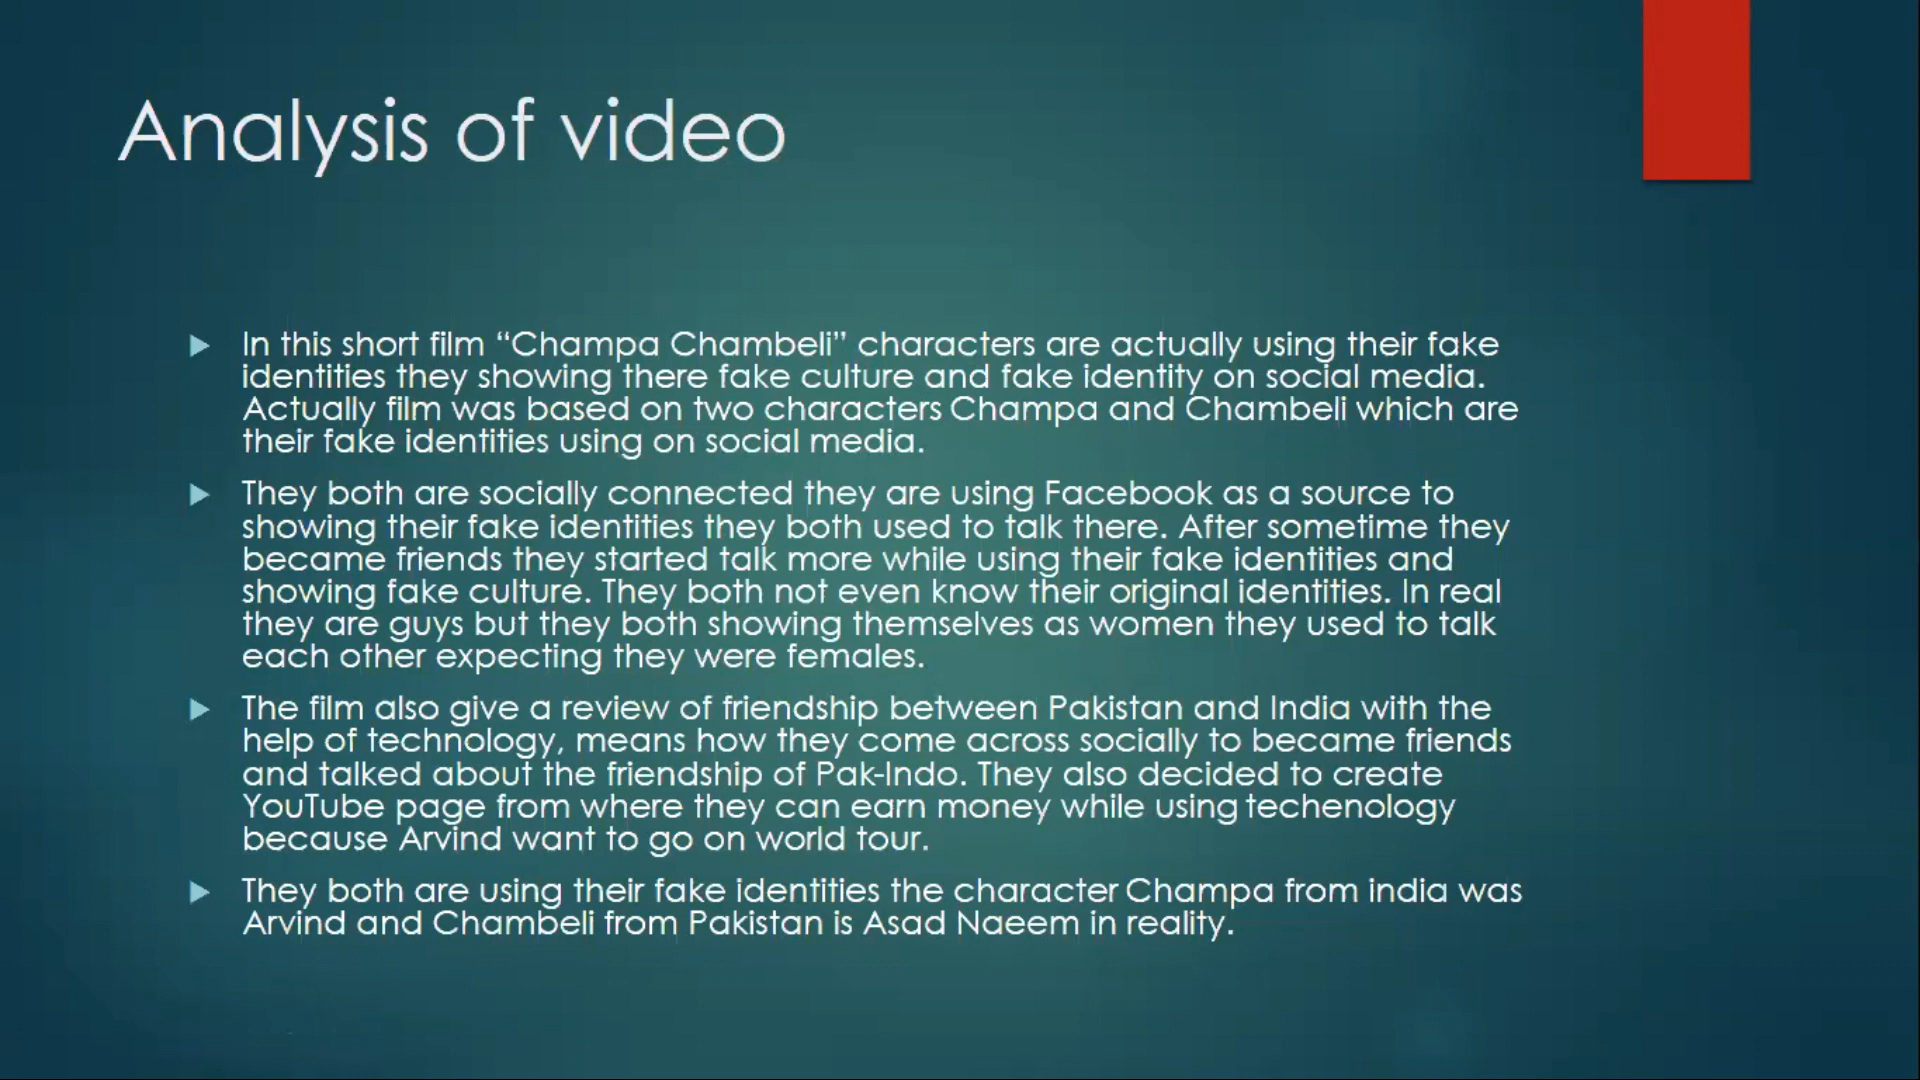 Analysis of video
In this short film “Champa Chambeli” characters are actually using their fake
identities they showing there fake culture and fake identity on social media.
Actually film was based on two characters Champa and Chambeli which are
their fake identities using on social media.
They both are socially connected they are using Facebook as a source to
showing their fake identities they both used to talk there. After sometime they
became friends they started talk more while using their fake identities and
showing fake culture. They both not even know their original identities. In real
they are guys but they both showing themselves as women they used to talk
each other expecting they were females.
The film also give a review of friendship between Pakistan and India with the
help of technology, means how they come across socially to became friends
and talked about the friendship of Pak-Indo. They also decided to create
YouTube page from where they can earn money while using techenology
because Arvind want to go on world tour.
They both are using their fake identities the character Champa from india was
Arvind and Chambeli from Pakistan is Asad Naeem in reality.